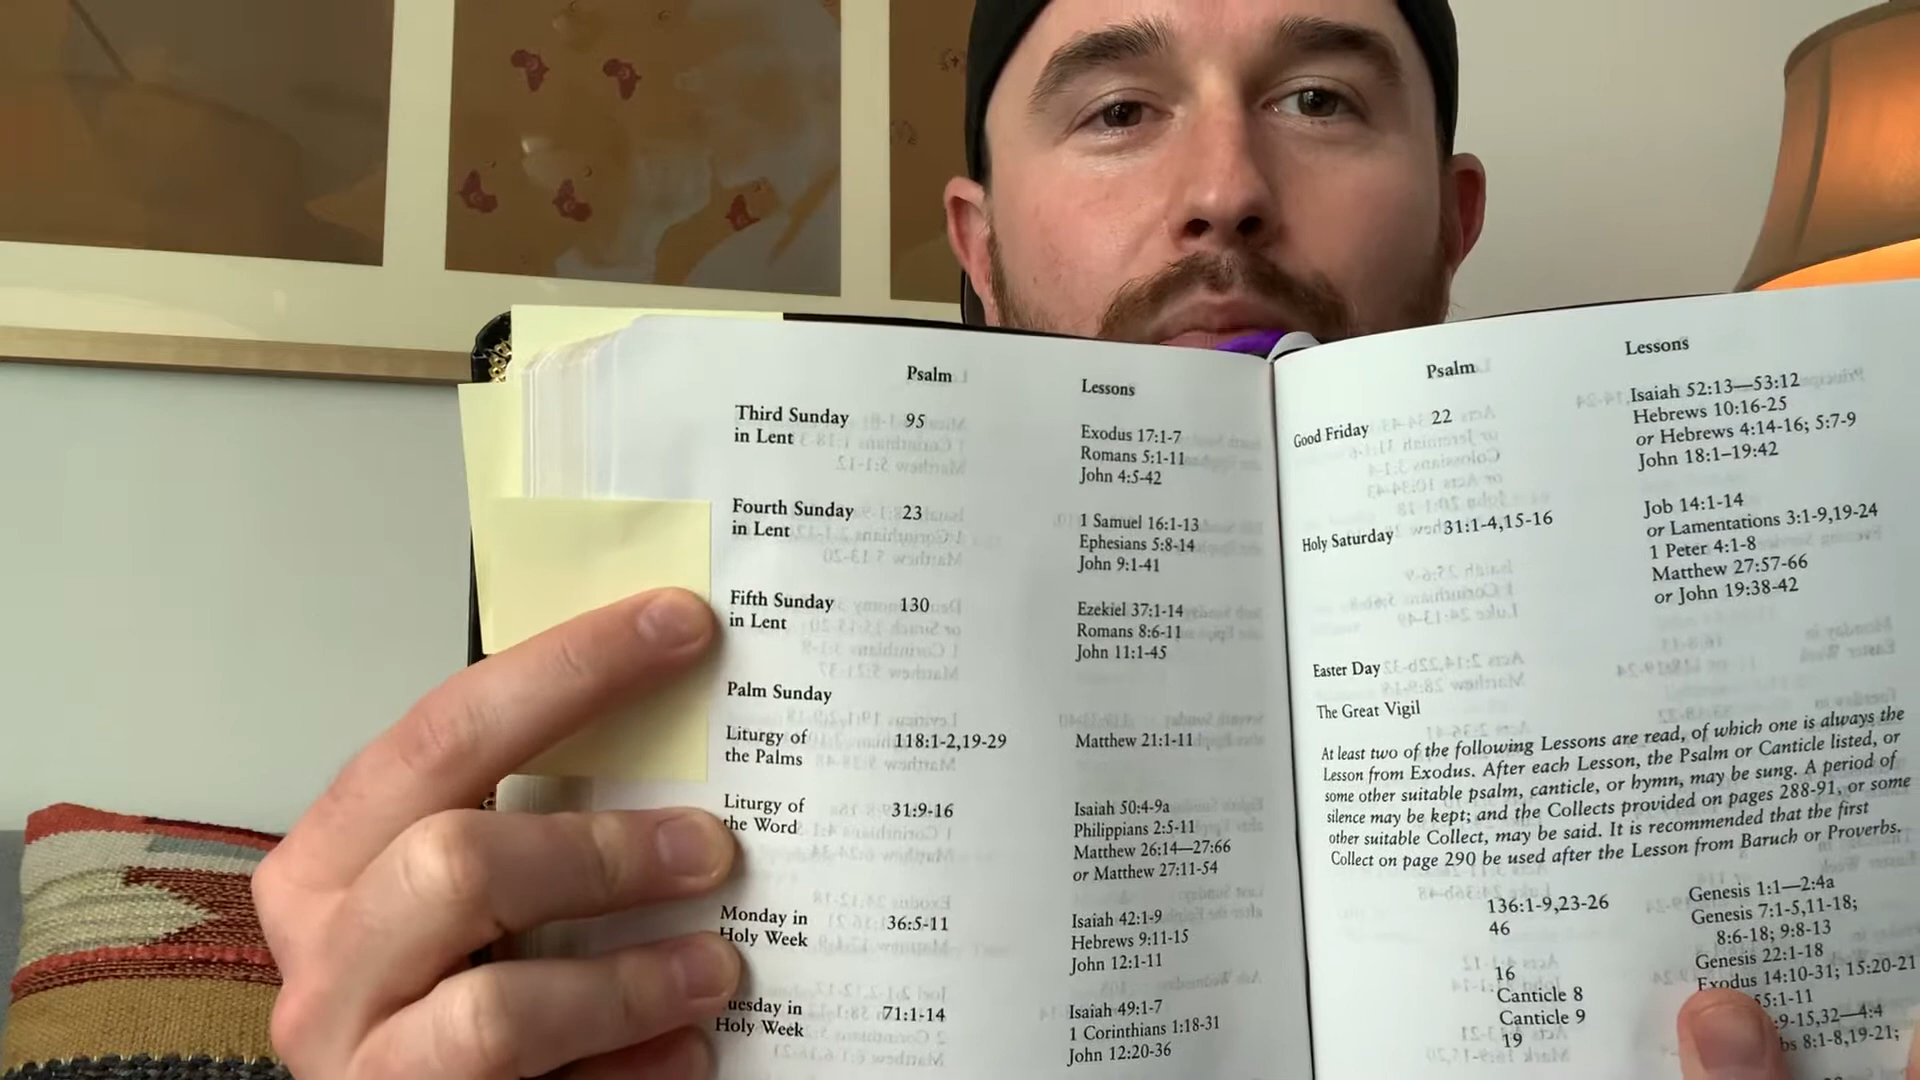 Psalm Lessons
Third Sunday 95 Exodus 17:1-7
in Lent Romans 5:1-11
John 4:5-42
Fourth Sunday 23 1 Samuel 16:1-13
in Lent Ephesians 5:8-14
John 9:1-41
Fifth Sunday 130 Ezekiel 37:1-14
in Lent Romans 8:6-11
John 11:1-45
Palm Sunday
Liturgy of 118:1-2,19-29 Matthew 21:1-11
the Palms
Liturgy of 31:9-16 Isaiah 50:4-9a
the Word Philippians 2:5-11
Matthew 26:14—27:66
or Matthew 27:11-54
Monday in 36:5-11 Isaiah 42:1-9
Holy Week Hebrews 9:11-15
John 12:1-11
uesday in 71:1-14 Isaiah 49:1-7
Holy Week 1 Corinthians 1:18-31
John 12:20-36
Psalm Lessons
Good Friday 22 Isaiah 52:13—53:12
Hebrews 10:16-25
or Hebrews 4:14-16; 5:7-9
John 18:1–19:42
Holy Saturday 31:1-4,15-16 Job 14:1-14
or Lamentations 3:1-9,19-24
1 Peter 4:1-8
Matthew 27:57-66
or John 19:38-42
Easter Day
The Great Vigil
At least two of the following Lessons are read, of which one is always the
Lesson from Exodus. After each Lesson, the Psalm or Canticle listed, or
some other suitable psalm, canticle, or hymn, may be sung. A period of
silence may be kept; and the Collects provided on pages 288-91, or some
other suitable Collect, may be said. It is recommended that the first
Collect on page 290 be used after the Lesson from Baruch or Proverbs.
136:1-9,23-26 Genesis 1:1—2:4a
46 Genesis 7:1-5,11-18;
8:6-18; 9:8-13
16 Genesis 22:1-18
Canticle 8 Exodus 14:10-31; 15:20-21
Canticle 9 55:1-11
19 :9-15,32—4:4
bs 8:1-8,19-21;